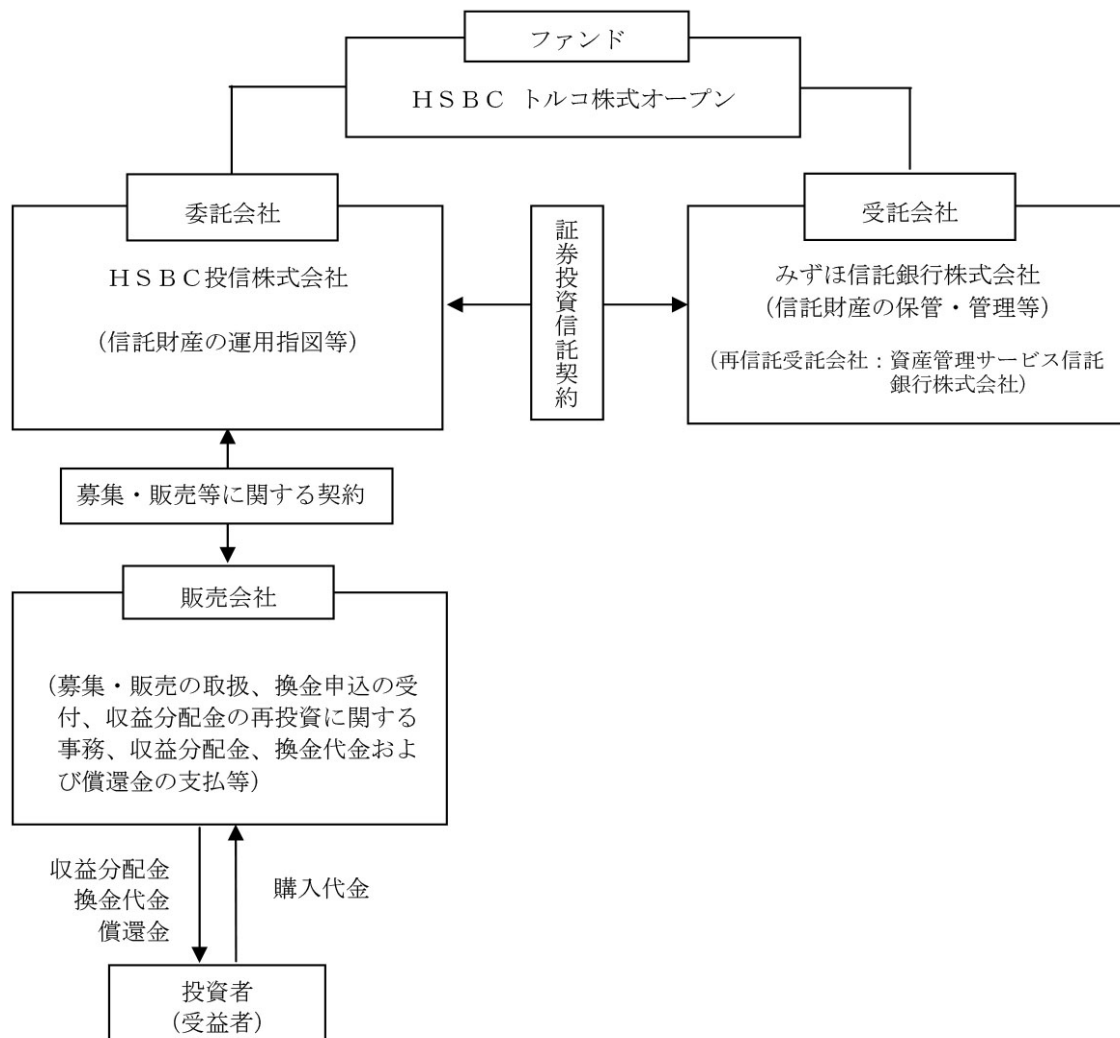 ファンド
ＨＳＢＣ トルコ株式オープン
委託会社
ＨＳＢＣ投信株式会社
（信託財産の運用指図等）
証券投資信託契約
受託会社
みずほ信託銀行株式会社
（信託財産の保管・管理等）
（再信託受託会社：資産管理サービス信託
銀行株式会社）
募集・販売等に関する契約
販売会社
（募集・販売の取扱、換金申込の受
付、収益分配金の再投資に関する
事務、収益分配金、換金代金およ
び償還金の支払等）
収益分配金
換金代金
償還金
購入代金
投資者
（受益者）